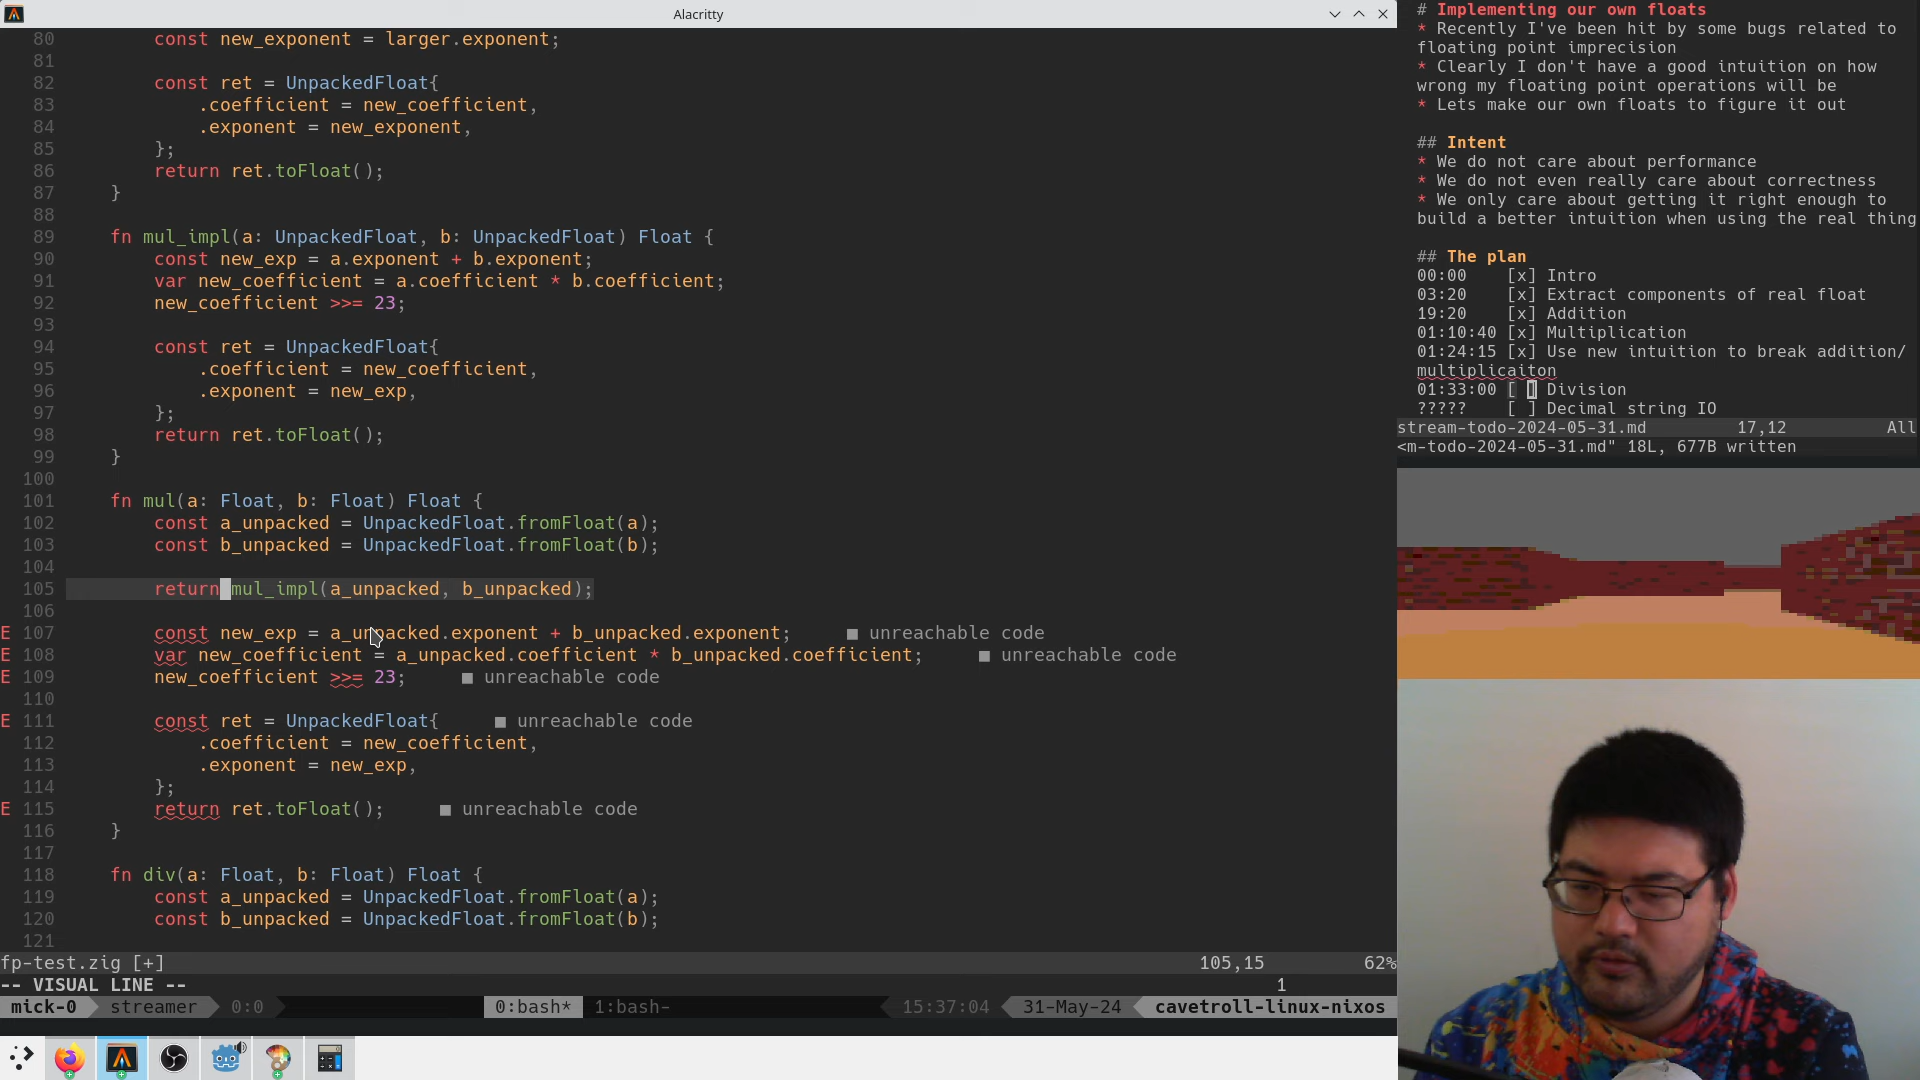 Alacritty
80 const new_exponent = larger.exponent;
81
82 const ret = UnpackedFloat{
83 .coefficient = new_coefficient,
84 .exponent = new_exponent,
85 };
86 return ret.toFloat();
87 }
88
89 fn mul_impl(a: UnpackedFloat, b: UnpackedFloat) Float {
90 const new_exp = a.exponent + b.exponent;
91 var new_coefficient = a.coefficient * b.coefficient;
92 new_coefficient >>= 23;
93
94 const ret = UnpackedFloat{
95 .coefficient = new_coefficient,
96 .exponent = new_exp,
97 };
98 return ret.toFloat();
99 }
100
101 fn mul(a: Float, b: Float) Float {
102 const a_unpacked = UnpackedFloat.fromFloat(a);
103 const b_unpacked = UnpackedFloat.fromFloat(b);
104
105 return mul_impl(a_unpacked, b_unpacked);
106
E 107 const new_exp = a_unpacked.exponent + b_unpacked.exponent; ■ unreachable code
E 108 var new_coefficient = a_unpacked.coefficient * b_unpacked.coefficient; ■ unreachable code
E 109 new_coefficient >>= 23; ■ unreachable code
110
E 111 const ret = UnpackedFloat{ ■ unreachable code
112 .coefficient = new_coefficient,
113 .exponent = new_exp,
114 };
E 115 return ret.toFloat(); ■ unreachable code
116 }
117
118 fn div(a: Float, b: Float) Float {
119 const a_unpacked = UnpackedFloat.fromFloat(a);
120 const b_unpacked = UnpackedFloat.fromFloat(b);
121
fp-test.zig [+] 105,15 62%
-- VISUAL LINE -- 1
mick-0 streamer 0:0 0:bash* 1:bash- 15:37:04 31-May-24 cavetroll-linux-nixos
# Implementing our own floats
* Recently I've been hit by some bugs related to
floating point imprecision
* Clearly I don't have a good intuition on how
wrong my floating point operations will be
* Lets make our own floats to figure it out
## Intent
* We do not care about performance
* We do not even really care about correctness
* We only care about getting it right enough to
build a better intuition when using the real thing
## The plan
00:00 [x] Intro
03:20 [x] Extract components of real float
19:20 [x] Addition
01:10:40 [x] Multiplication
01:24:15 [x] Use new intuition to break addition/
multiplicaiton
01:33:00 [ ] Division
????? [ ] Decimal string IO
stream-todo-2024-05-31.md 17,12 All
<m-todo-2024-05-31.md" 18L, 677B written